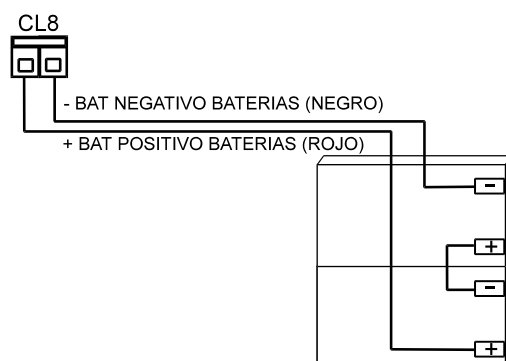 CL8
- BAT NEGATIVO BATERIAS (NEGRO)
+ BAT POSITIVO BATERIAS (ROJO)
-
+
-
+